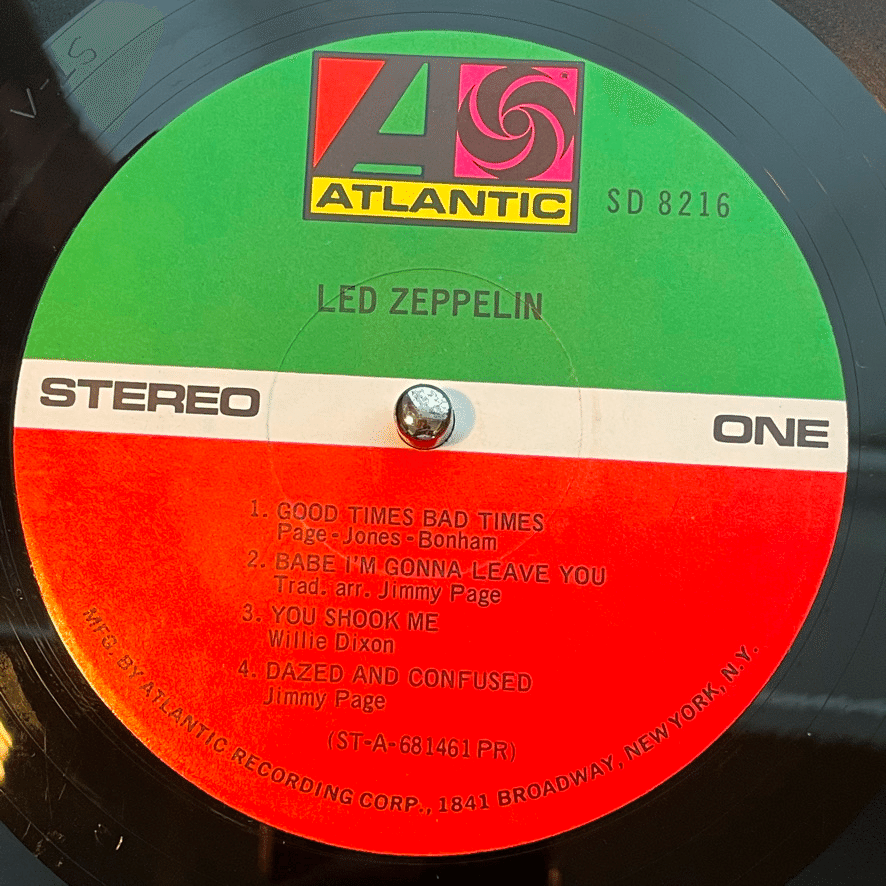 ATLANTIC
SD 8216
LED ZEPPELIN
STEREO
ONE
1. GOOD TIMES BAD TIMES
Page - Jones - Bonham
2. BABE I'M GONNA LEAVE YOU
Trad. arr. Jimmy Page
3. YOU SHOOK ME
Willie Dixon
4. DAZED AND CONFUSED
Jimmy Page
(ST-A-681461 PR)
MFG. BY ATLANTIC RECORDING CORP., 1841 BROADWAY, NEW YORK, N.Y.